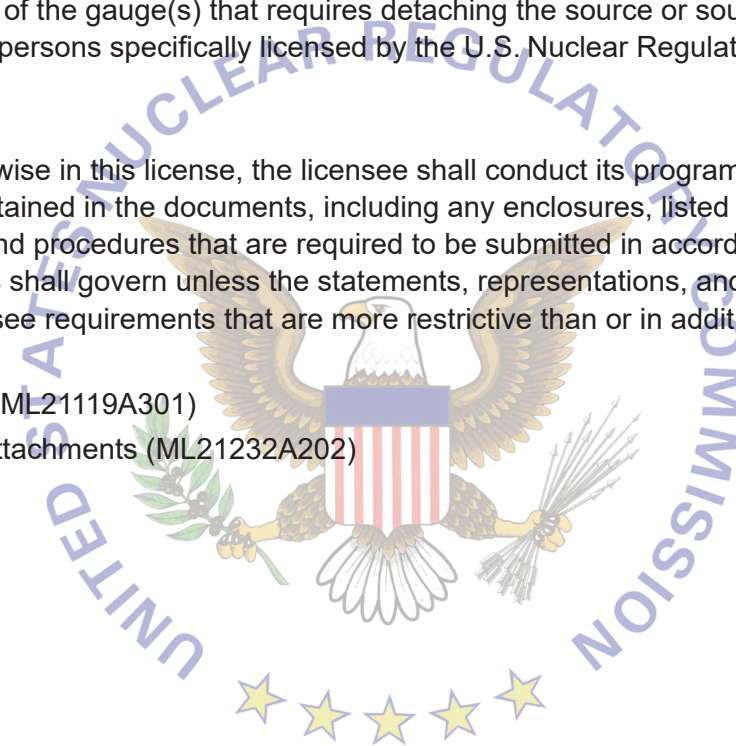 of the gauge(s) that requires detaching the source or sou
persons specifically licensed by the U.S. Nuclear Regulat
wise in this license, the licensee shall conduct its program
tained in the documents, including any enclosures, listed
nd procedures that are required to be submitted in accord
s shall govern unless the statements, representations, and
see requirements that are more restrictive than or in addit
ML21119A301)
ttachments (ML21232A202)
UNITED STATES NUCLEAR REGULATORY COMMISSION